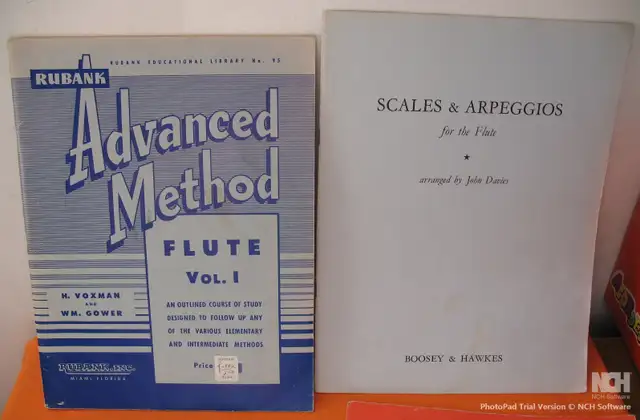 RUBANK EDUCATIONAL LIBRARY No. 95
RUBANK
Advanced
Method
FLUTE
VOL. I
H. VOXMAN
AND
WM. GOWER
AN OUTLINED COURSE OF STUDY
DESIGNED TO FOLLOW UP ANY
OF THE VARIOUS ELEMENTARY
AND INTERMEDIATE METHODS
Price
RUBANK, INC.
MIAMI, FLORIDA
SCALES & ARPEGGIOS
for the Flute
arranged by John Davies
BOOSEY & HAWKES
NCH
NCH Software
PhotoPad Trial Version © NCH Software